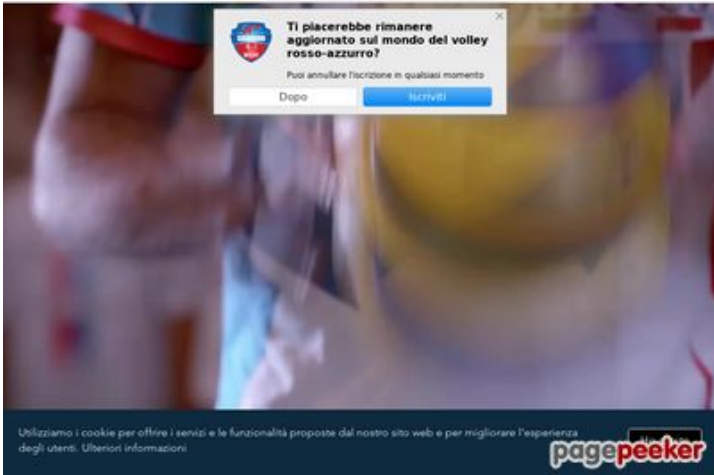 Ti piacerebbe rimanere
aggiornato sul mondo del volley
rosso-azzurro?
Puoi annullare l'iscrizione in qualsiasi momento
Dopo
Iscriviti
Utilizziamo i cookie per offrire i servizi e le funzionalità proposte dal nostro sito web e per migliorare l'esperienza
degli utenti. Ulteriori informazioni
pagepeeker